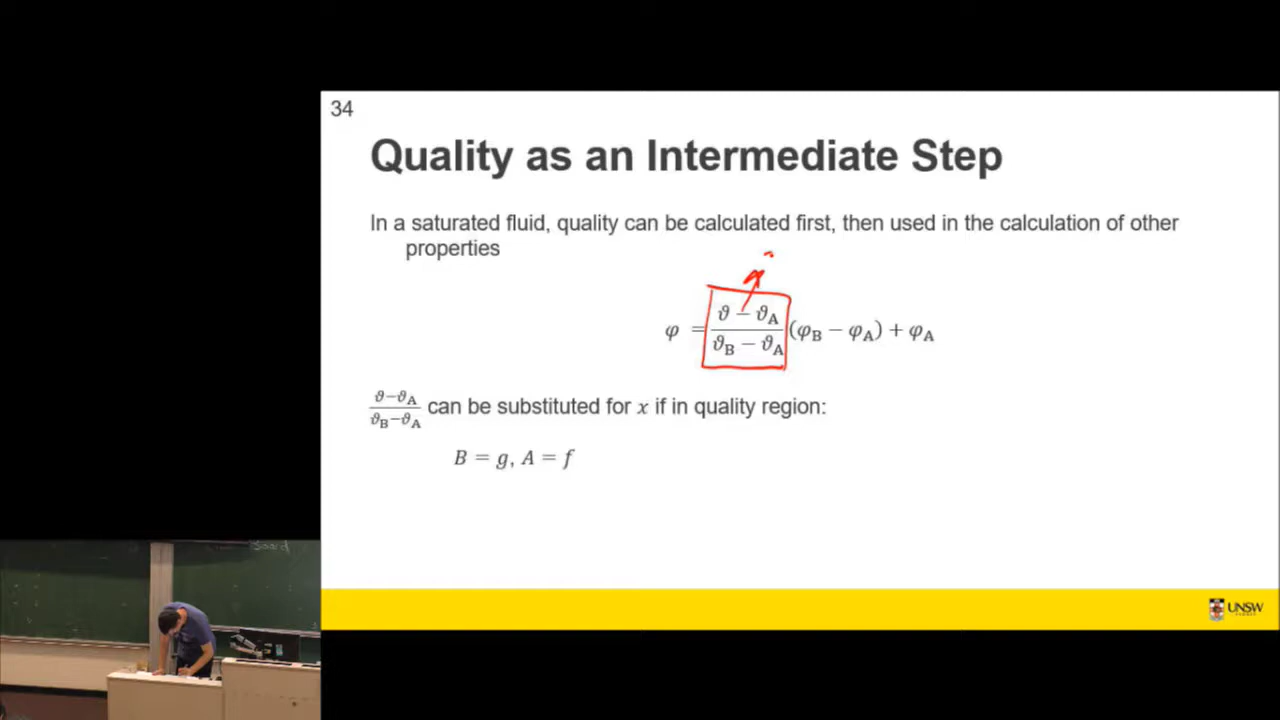 34
Quality as an Intermediate Step
In a saturated fluid, quality can be calculated first, then used in the calculation of other
properties
φ = (ϑ − ϑ_A)/(ϑ_B − ϑ_A) (φ_B − φ_A) + φ_A
(ϑ−ϑ_A)/(ϑ_B−ϑ_A) can be substituted for x if in quality region:
B = g, A = f
UNSW
SYDNEY
Board